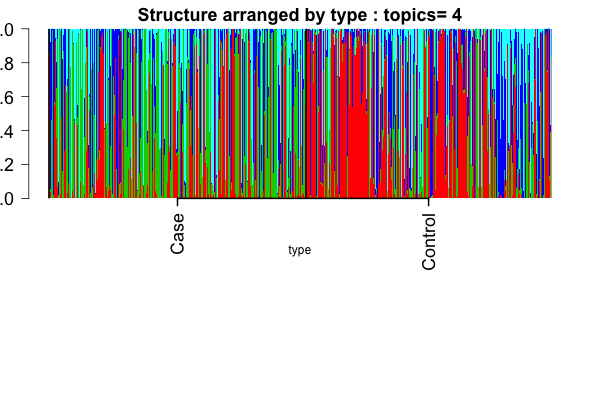 Structure arranged by type : topics= 4
.0
.8
.6
.4
.2
.0
Case
Control
type